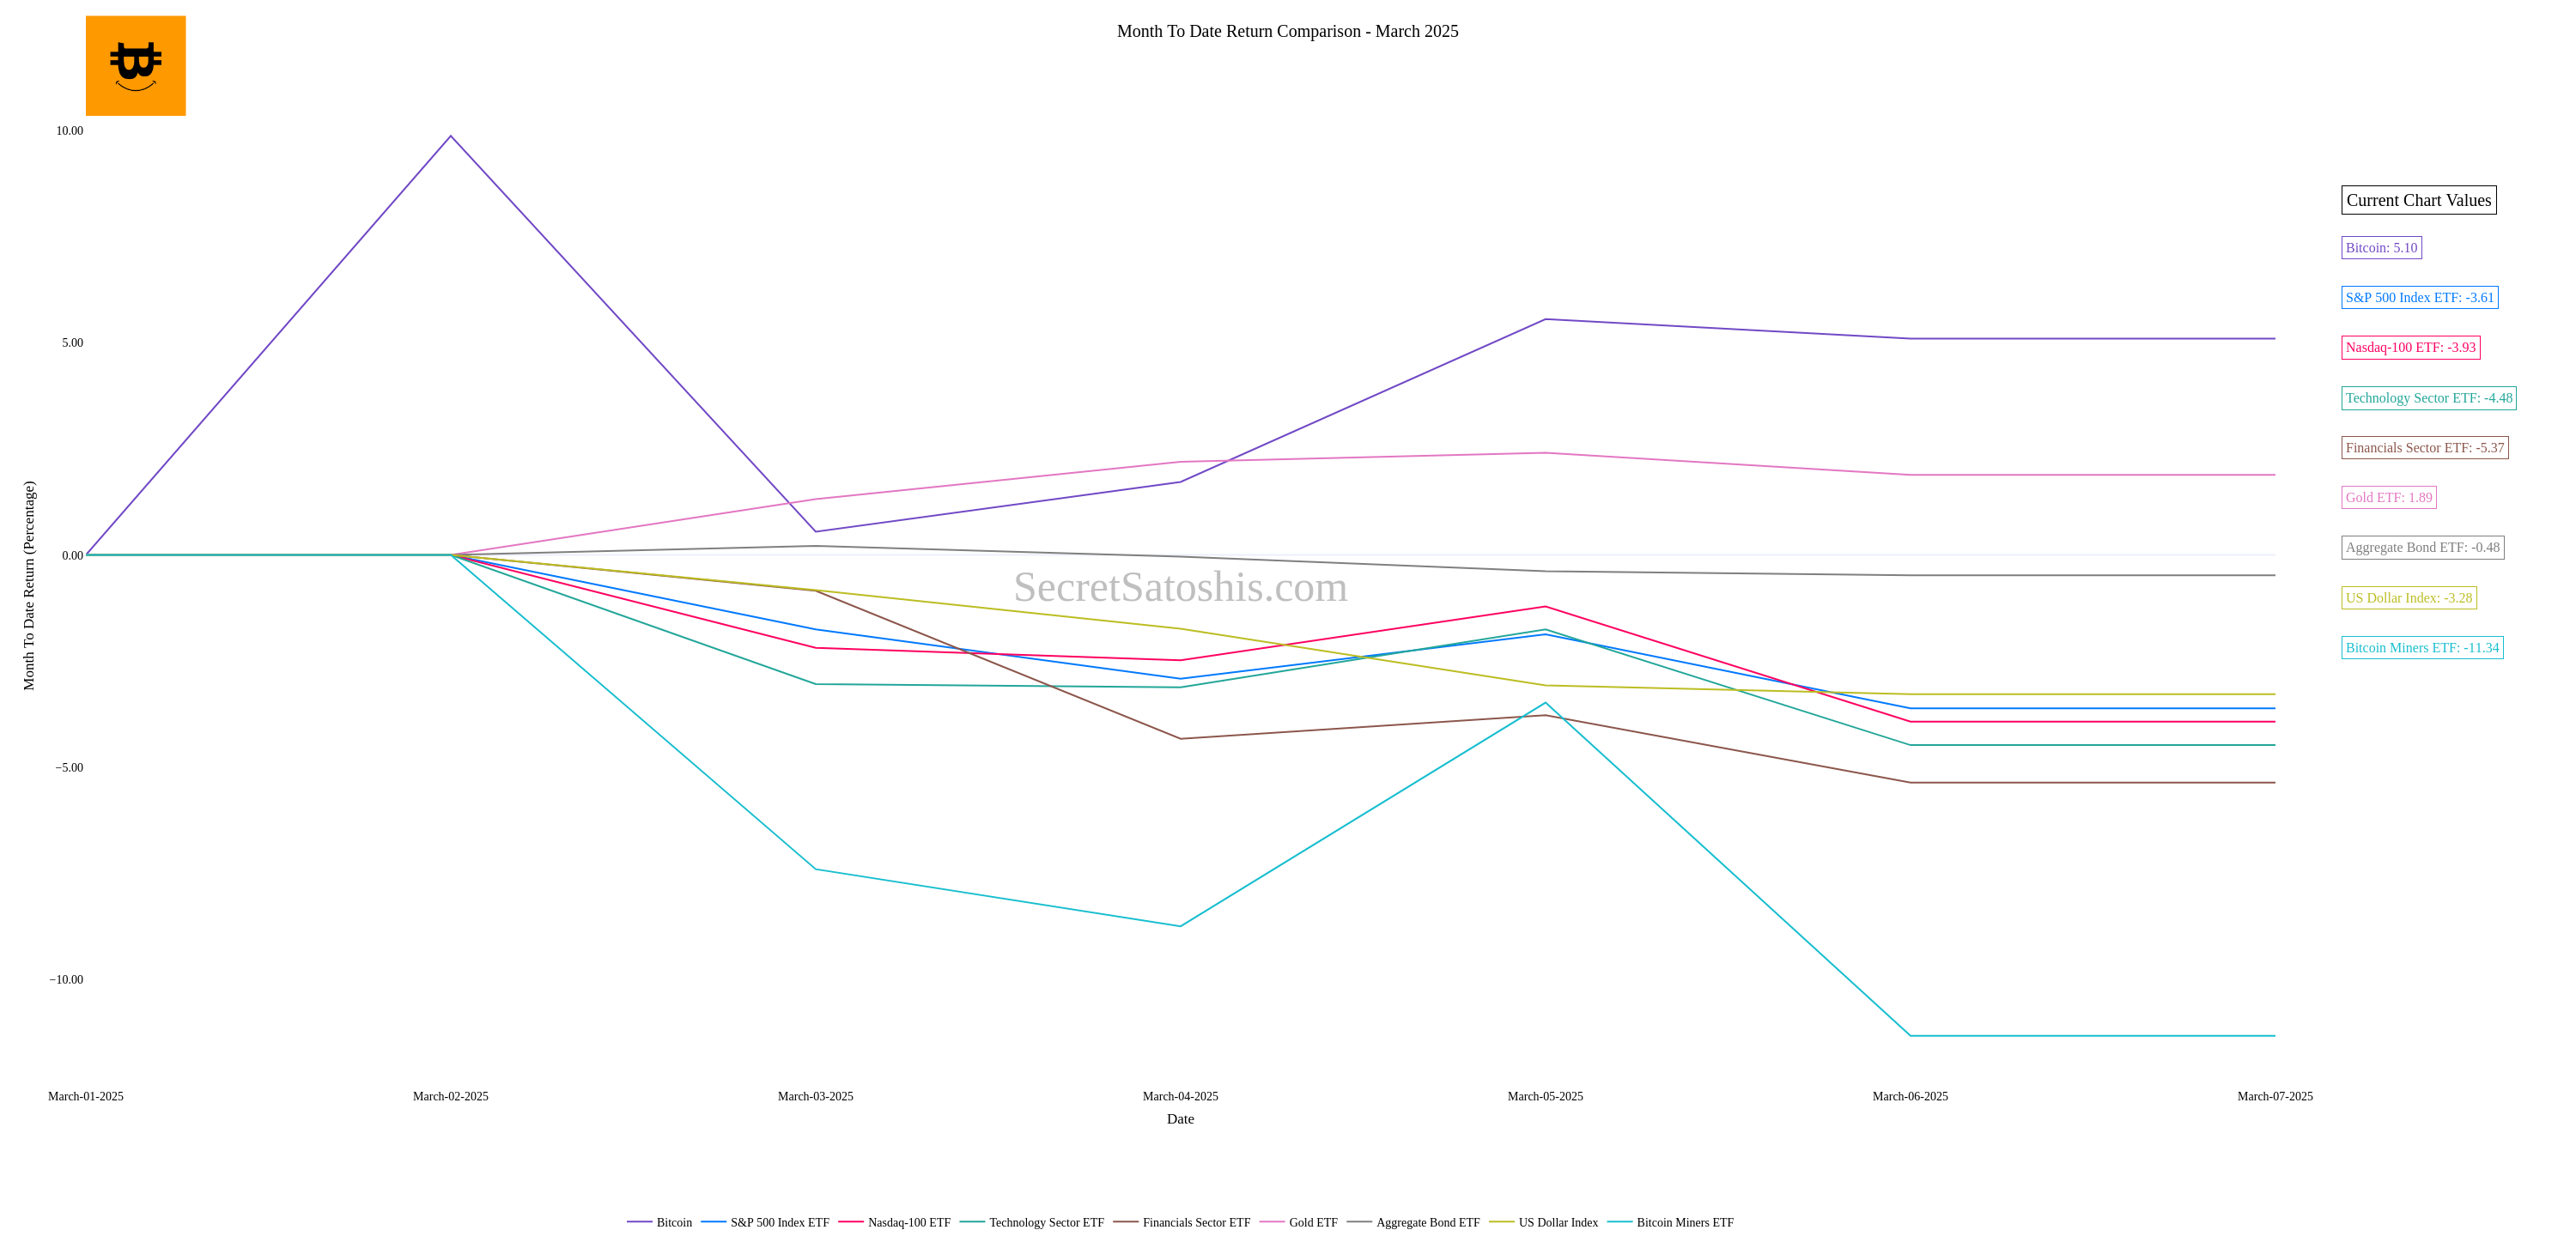 Month To Date Return Comparison - March 2025
10.00
5.00
0.00
−5.00
−10.00
Month To Date Return (Percentage)
SecretSatoshis.com
Current Chart Values
Bitcoin: 5.10
S&P 500 Index ETF: -3.61
Nasdaq-100 ETF: -3.93
Technology Sector ETF: -4.48
Financials Sector ETF: -5.37
Gold ETF: 1.89
Aggregate Bond ETF: -0.48
US Dollar Index: -3.28
Bitcoin Miners ETF: -11.34
March-01-2025 March-02-2025 March-03-2025 March-04-2025 March-05-2025 March-06-2025 March-07-2025
Date
Bitcoin S&P 500 Index ETF Nasdaq-100 ETF Technology Sector ETF Financials Sector ETF Gold ETF Aggregate Bond ETF US Dollar Index Bitcoin Miners ETF